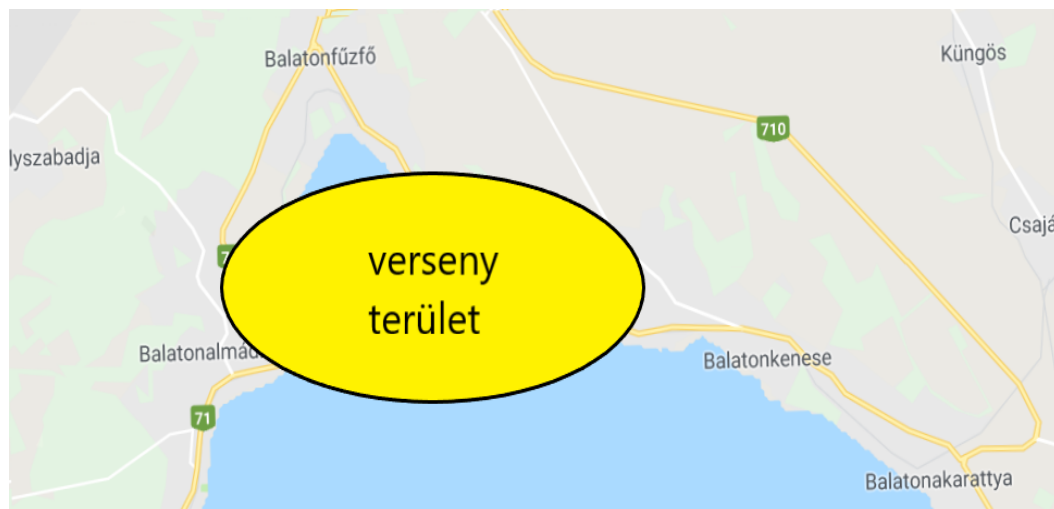 Balatonfűzfő
Küngös
710
lyszabadja
Csajá
verseny
terület
Balatonalmád
Balatonkenese
71
Balatonakarattya